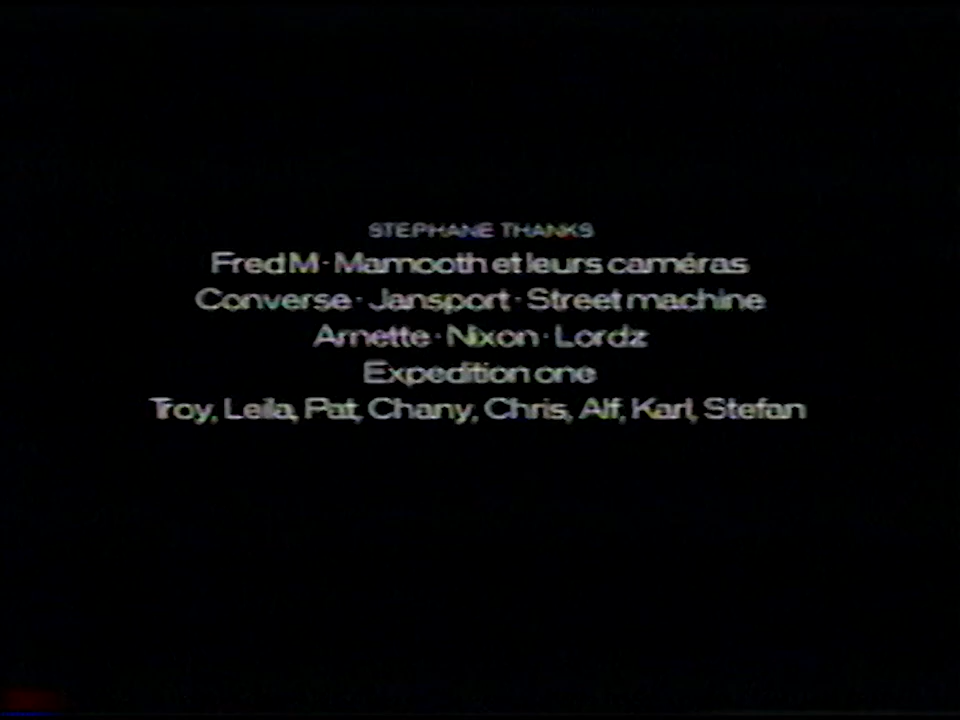 STEPHANE THANKS
Fred M · Mamooth et leurs caméras
Converse · Jansport · Street machine
Arnette · Nixon · Lordz
Expedition one
Troy, Leila, Pat, Chany, Chris, Alf, Karl, Stefan